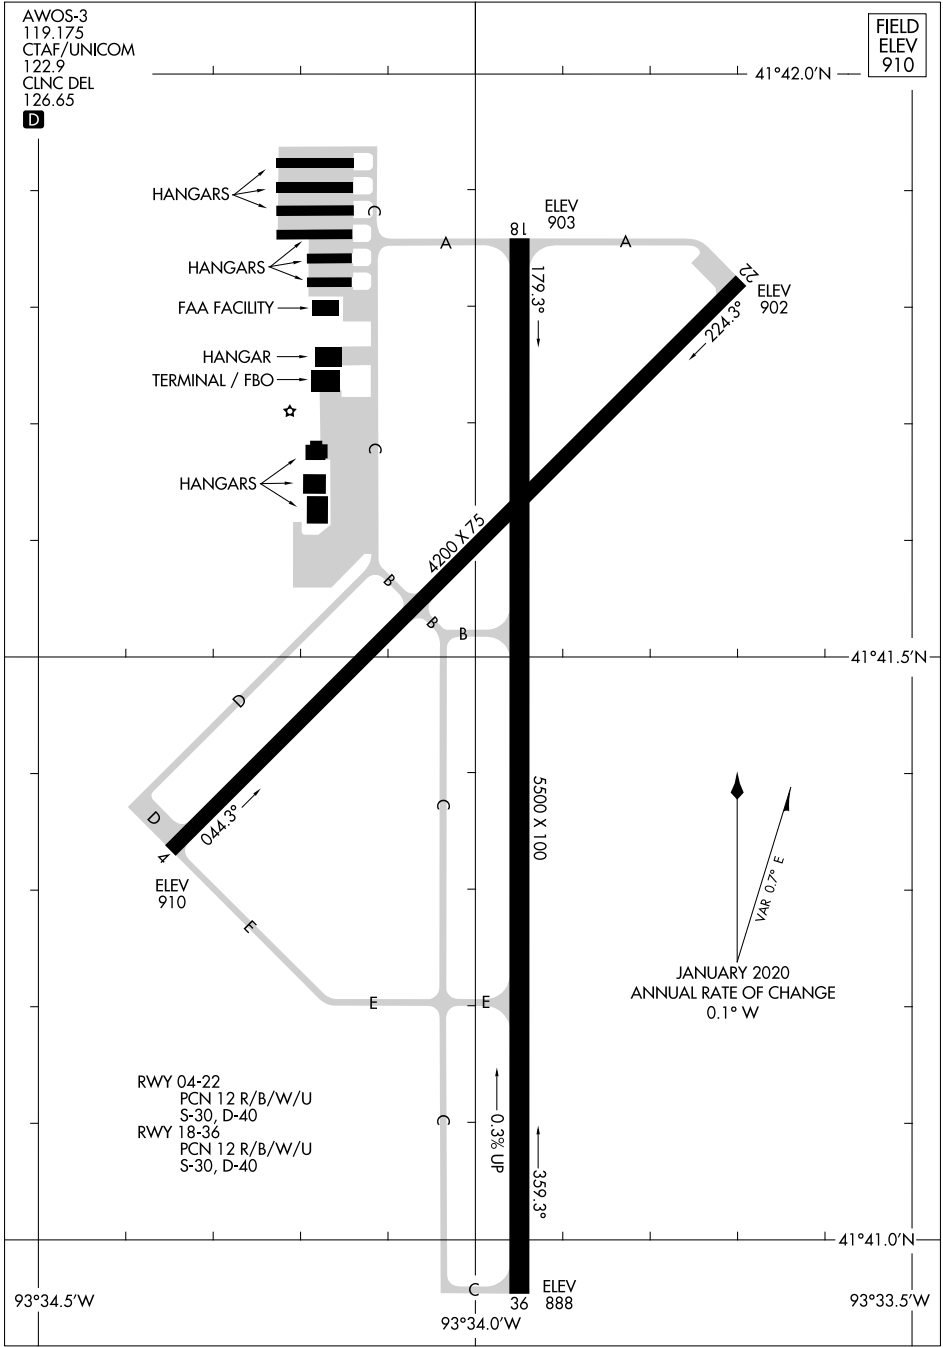 AWOS-3
119.175
CTAF/UNICOM
122.9
CLNC DEL
126.65
D
FIELD
ELEV
910
41°42.0'N
HANGARS
C
A
18
ELEV
903
A
22
ELEV
902
HANGARS
179.3°
224.3°
FAA FACILITY
HANGAR
TERMINAL / FBO
C
HANGARS
4200 X 75
B
B
B
41°41.5'N
D
C
5500 X 100
D
044.3°
4
ELEV
910
E
VAR 0.7° E
E
E
JANUARY 2020
ANNUAL RATE OF CHANGE
0.1° W
RWY 04-22
PCN 12 R/B/W/U
S-30, D-40
RWY 18-36
PCN 12 R/B/W/U
S-30, D-40
C
0.3% UP
359.3°
41°41.0'N
C
36
ELEV
888
93°34.5'W
93°34.0'W
93°33.5'W